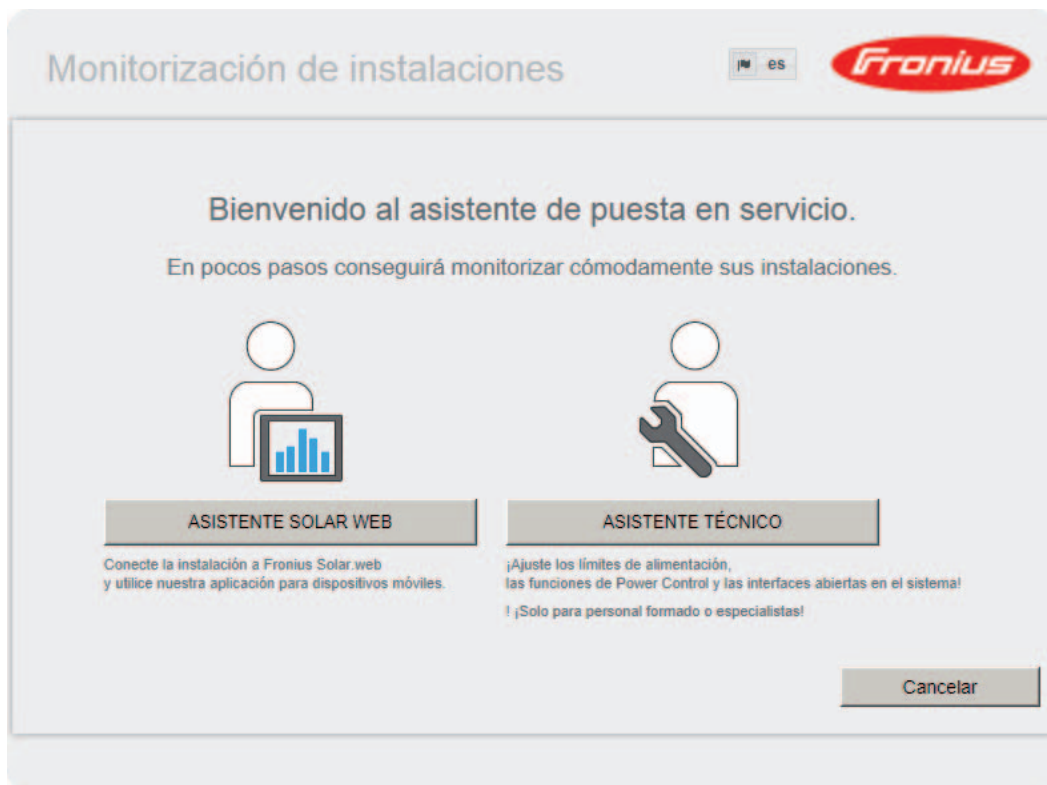 Monitorización de instalaciones
es
Fronius
Bienvenido al asistente de puesta en servicio.
En pocos pasos conseguirá monitorizar cómodamente sus instalaciones.
ASISTENTE SOLAR WEB
Conecte la instalación a Fronius Solar.web
y utilice nuestra aplicación para dispositivos móviles.
ASISTENTE TÉCNICO
¡Ajuste los límites de alimentación,
las funciones de Power Control y las interfaces abiertas en el sistema!
! ¡Solo para personal formado o especialistas!
Cancelar